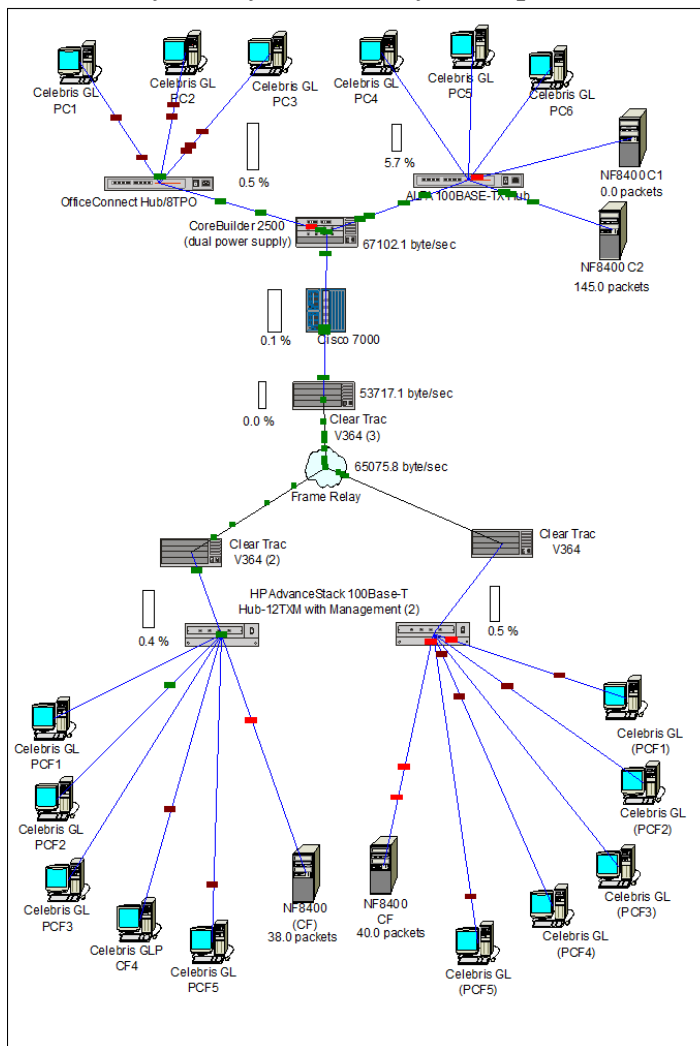 Celebris GL
PC1
Celebris GL
PC2
Celebris GL
PC3
Celebris GL
PC4
Celebris GL
PC5
Celebris GL
PC6
0.5 %
5.7 %
OfficeConnect Hub/8TPO
100BASE-TX Hub
NF8400 C1
0.0 packets
CoreBuilder 2500
(dual power supply)
67102.1 byte/sec
NF8400 C2
145.0 packets
0.1 %
Cisco 7000
0.0 %
53717.1 byte/sec
Clear Trac
V364 (3)
65075.8 byte/sec
Frame Relay
Clear Trac
V364 (2)
Clear Trac
V364
HP AdvanceStack 100Base-T
Hub-12TXM with Management (2)
0.4 %
0.5 %
Celebris GL
PCF1
Celebris GL
PCF2
Celebris GL
PCF3
Celebris GLP
CF4
Celebris GL
PCF5
NF8400
(CF)
38.0 packets
NF8400
CF
40.0 packets
Celebris GL
(PCF1)
Celebris GL
(PCF2)
Celebris GL
(PCF3)
Celebris GL
(PCF4)
Celebris GL
(PCF5)